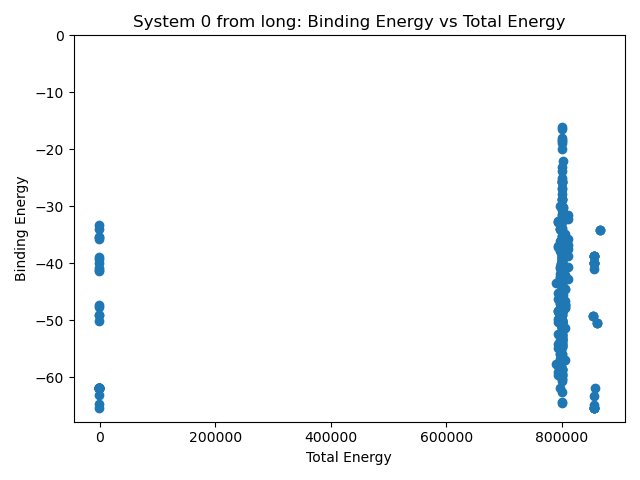 System 0 from long: Binding Energy vs Total Energy
0
−10
−20
−30
−40
−50
−60
Binding Energy
0 200000 400000 600000 800000
Total Energy